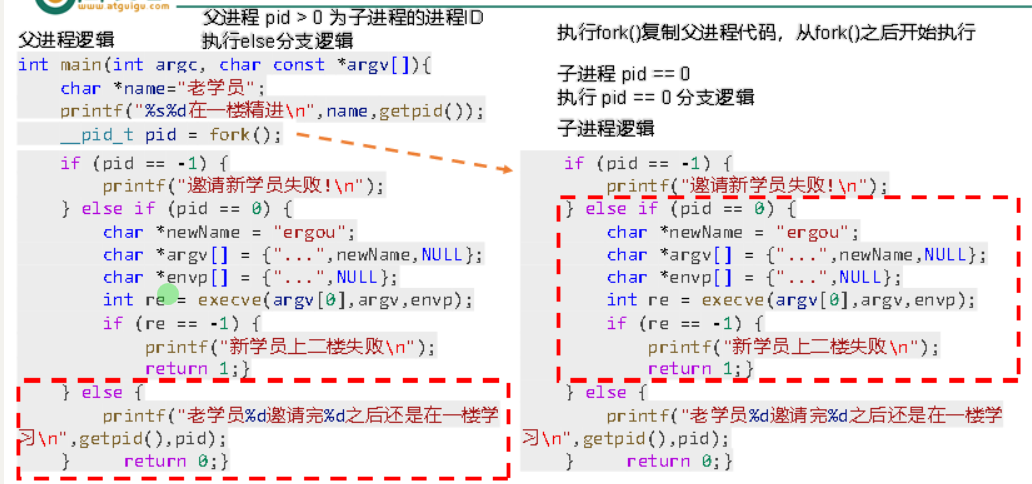 www.atguigu.com
父进程 pid > 0 为子进程的进程ID
父进程逻辑 执行else分支逻辑
int main(int argc, char const *argv[]){
char *name="老学员";
printf("%s%d在一楼精进\n",name,getpid());
__pid_t pid = fork();
if (pid == -1) {
printf("邀请新学员失败!\n");
} else if (pid == 0) {
char *newName = "ergou";
char *argv[] = {"...",newName,NULL};
char *envp[] = {"...",NULL};
int re = execve(argv[0],argv,envp);
if (re == -1) {
printf("新学员上二楼失败\n");
return 1;}
} else {
printf("老学员%d邀请完%d之后还是在一楼学
习\n",getpid(),pid);
} return 0;}
执行fork()复制父进程代码，从fork()之后开始执行
子进程 pid == 0
执行 pid == 0 分支逻辑
子进程逻辑
if (pid == -1) {
printf("邀请新学员失败!\n");
} else if (pid == 0) {
char *newName = "ergou";
char *argv[] = {"...",newName,NULL};
char *envp[] = {"...",NULL};
int re = execve(argv[0],argv,envp);
if (re == -1) {
printf("新学员上二楼失败\n");
return 1;}
} else {
printf("老学员%d邀请完%d之后还是在一楼学
习\n",getpid(),pid);
} return 0;}